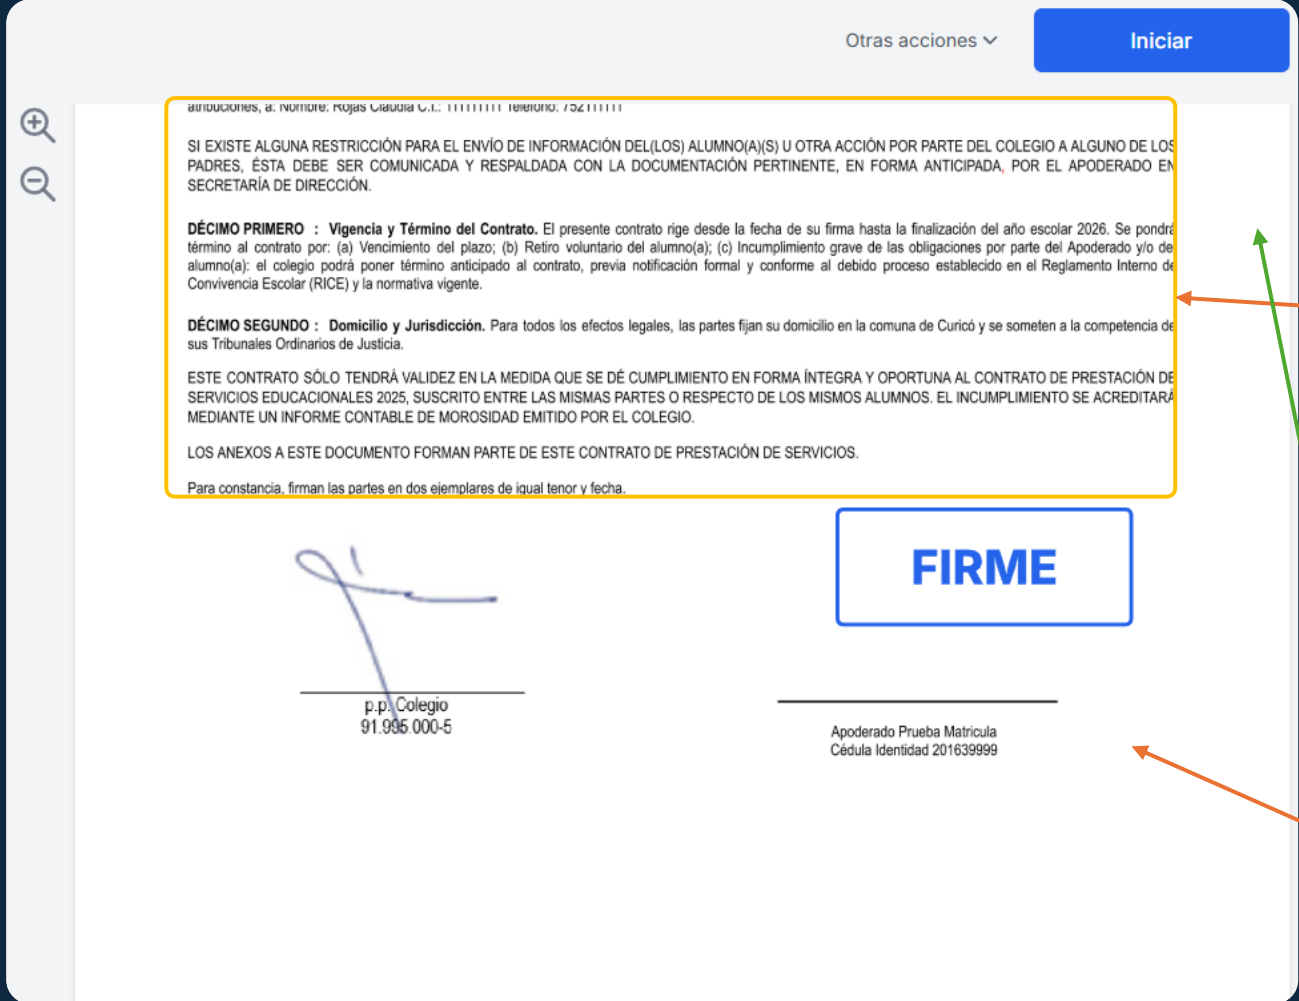 Otras acciones
Iniciar
atribuciones, a: Nombre: Rojas Claudia C.I.: 11111111 Teléfono: 752111111
SI EXISTE ALGUNA RESTRICCIÓN PARA EL ENVÍO DE INFORMACIÓN DEL(LOS) ALUMNO(A)(S) U OTRA ACCIÓN POR PARTE DEL COLEGIO A ALGUNO DE LOS
PADRES, ÉSTA DEBE SER COMUNICADA Y RESPALDADA CON LA DOCUMENTACIÓN PERTINENTE, EN FORMA ANTICIPADA, POR EL APODERADO EN
SECRETARÍA DE DIRECCIÓN.
DÉCIMO PRIMERO : Vigencia y Término del Contrato. El presente contrato rige desde la fecha de su firma hasta la finalización del año escolar 2026. Se pondrá
término al contrato por: (a) Vencimiento del plazo; (b) Retiro voluntario del alumno(a); (c) Incumplimiento grave de las obligaciones por parte del Apoderado y/o de
alumno(a): el colegio podrá poner término anticipado al contrato, previa notificación formal y conforme al debido proceso establecido en el Reglamento Interno de
Convivencia Escolar (RICE) y la normativa vigente.
DÉCIMO SEGUNDO : Domicilio y Jurisdicción. Para todos los efectos legales, las partes fijan su domicilio en la comuna de Curicó y se someten a la competencia de
sus Tribunales Ordinarios de Justicia.
ESTE CONTRATO SÓLO TENDRÁ VALIDEZ EN LA MEDIDA QUE SE DÉ CUMPLIMIENTO EN FORMA ÍNTEGRA Y OPORTUNA AL CONTRATO DE PRESTACIÓN DE
SERVICIOS EDUCACIONALES 2025, SUSCRITO ENTRE LAS MISMAS PARTES O RESPECTO DE LOS MISMOS ALUMNOS. EL INCUMPLIMIENTO SE ACREDITARÁ
MEDIANTE UN INFORME CONTABLE DE MOROSIDAD EMITIDO POR EL COLEGIO.
LOS ANEXOS A ESTE DOCUMENTO FORMAN PARTE DE ESTE CONTRATO DE PRESTACIÓN DE SERVICIOS.
Para constancia, firman las partes en dos ejemplares de igual tenor y fecha.
FIRME
p.p. Colegio
91.995.000-5
Apoderado Prueba Matricula
Cédula Identidad 201639999